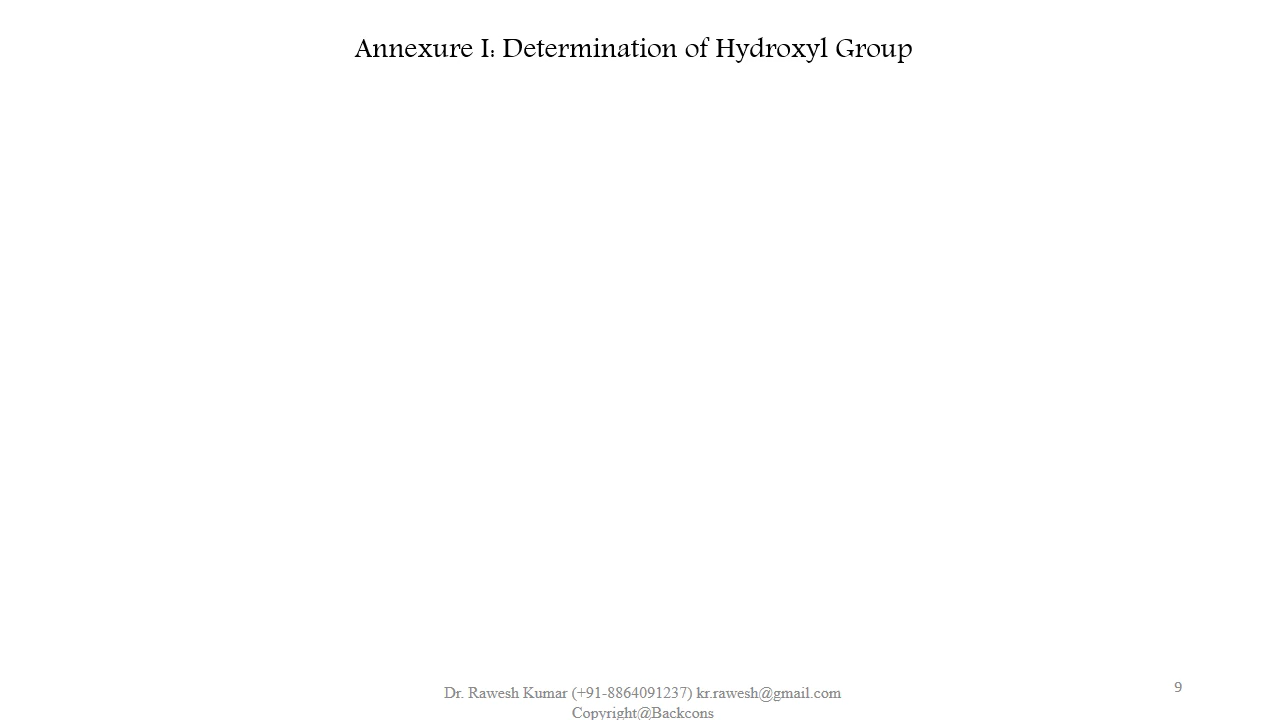 Annexure I: Determination of Hydroxyl Group
Dr. Rawesh Kumar (+91-8864091237) kr.rawesh@gmail.com
Copyright@Backcons
9